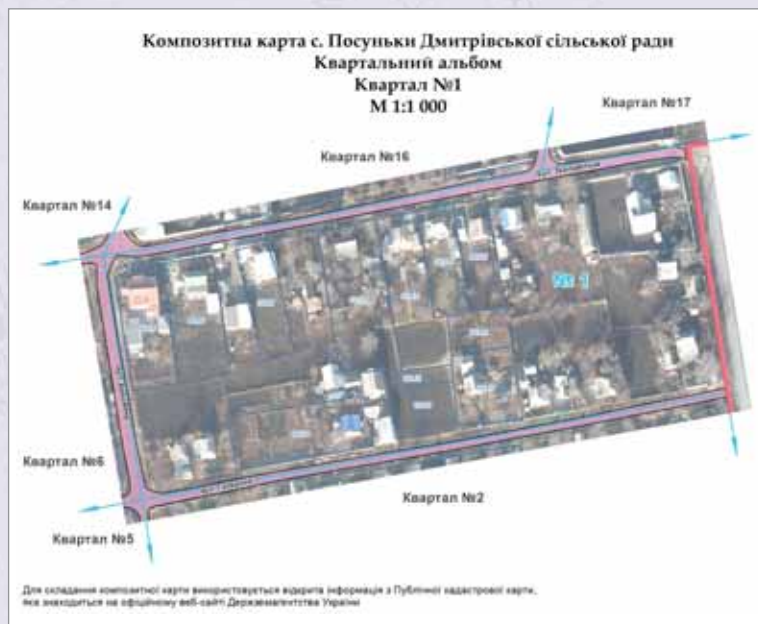 Композитна карта с. Посуньки Дмитрівської сільської ради
Квартальний альбом
Квартал №1
М 1:1 000
Квартал №17
Квартал №16
Квартал №14
№ 1
Квартал №6
Квартал №2
Квартал №5
Для складання композитної карти використовується відкрита інформація з Публічної кадастрової карти,
яка знаходиться на офіційному веб-сайті Держземагентства України